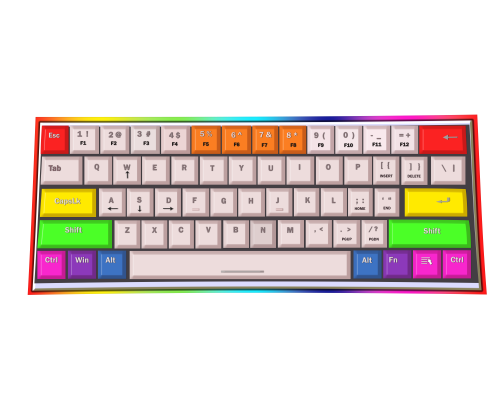 Esc 1 ! F1 2 @ F2 3 # F3 4 $ F4 5 % F5 6 ^ F6 7 & F7 8 * F8 9 ( F9 0 ) F10 - _ F11 = + F12 ←
Tab Q W ↑ E R T Y U I O P [ { INSERT ] } DELETE \ |
CapsLk A ← S ↓ D → F G H J K L ; : HOME ' " END
Shift Z X C V B N M , < . > PGUP / ? PGDN Shift
Ctrl Win Alt Alt Fn Ctrl